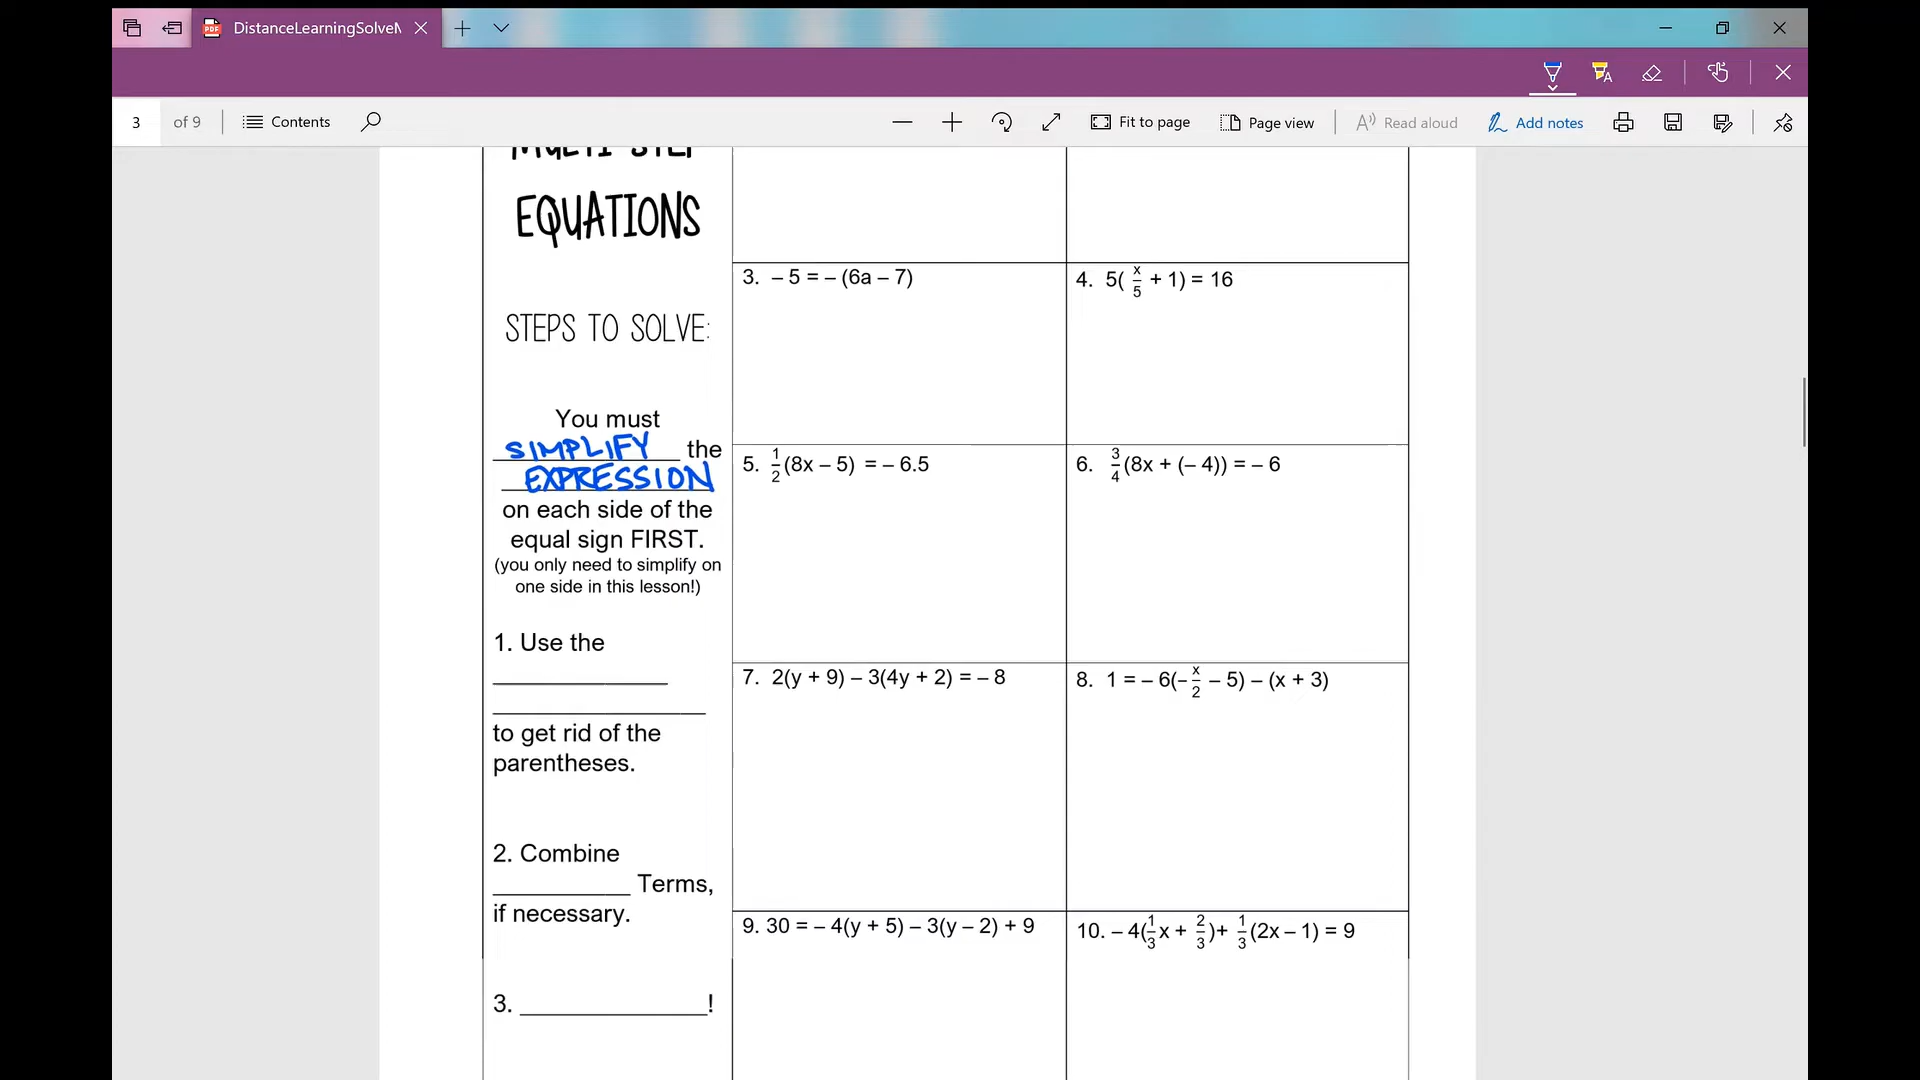 DistanceLearningSolveM
3 of 9 Contents Fit to page Page view Read aloud Add notes
MULTI-STEP
EQUATIONS
STEPS TO SOLVE:
You must
SIMPLIFY the
EXPRESSION
on each side of the
equal sign FIRST.
(you only need to simplify on
one side in this lesson!)
1. Use the
to get rid of the
parentheses.
2. Combine
__________ Terms,
if necessary.
3. ______________!
3. – 5 = – (6a – 7)
4. 5( x/5 + 1) = 16
5. 1/2(8x – 5) = – 6.5
6. 3/4(8x + (– 4)) = – 6
7. 2(y + 9) – 3(4y + 2) = – 8
8. 1 = – 6(-x/2 – 5) – (x + 3)
9. 30 = – 4(y + 5) – 3(y – 2) + 9
10. – 4(1/3x + 2/3)+ 1/3(2x – 1) = 9